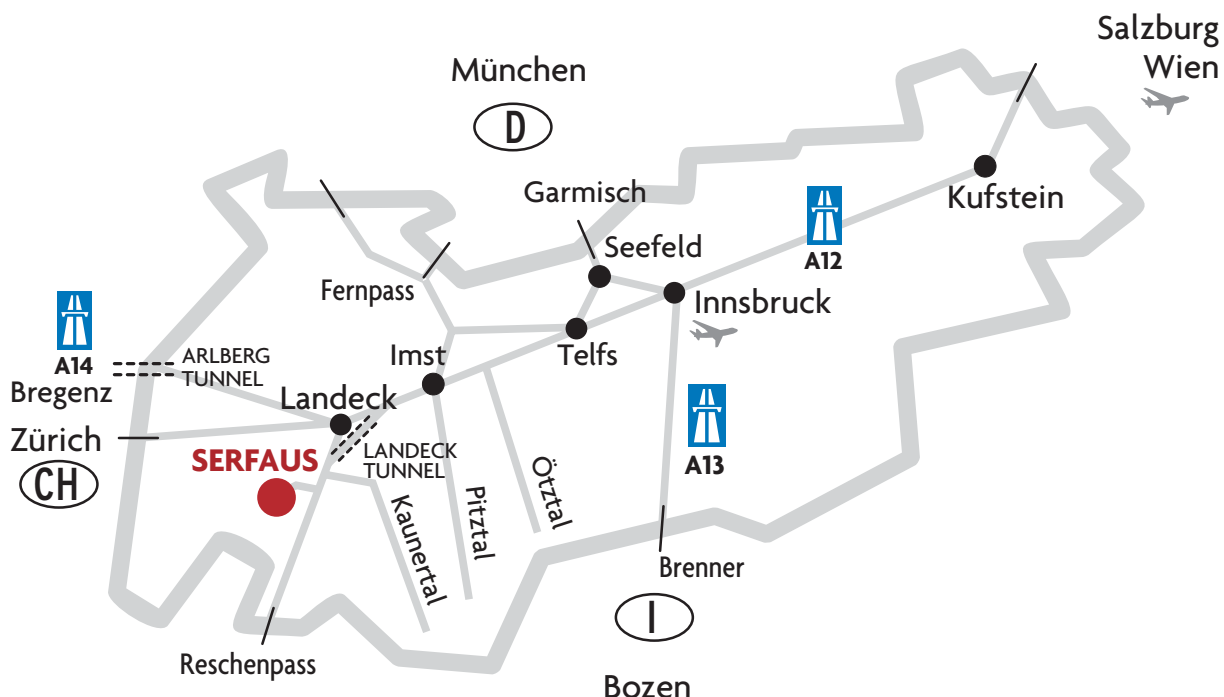 Salzburg
Wien
München
D
Garmisch
Kufstein
Seefeld
A12
Fernpass
Innsbruck
A14
ARLBERG
TUNNEL
Imst
Telfs
Bregenz
Landeck
Zürich
CH
SERFAUS
LANDECK
TUNNEL
A13
Kaunertal
Pitztal
Ötztal
Brenner
I
Reschenpass
Bozen